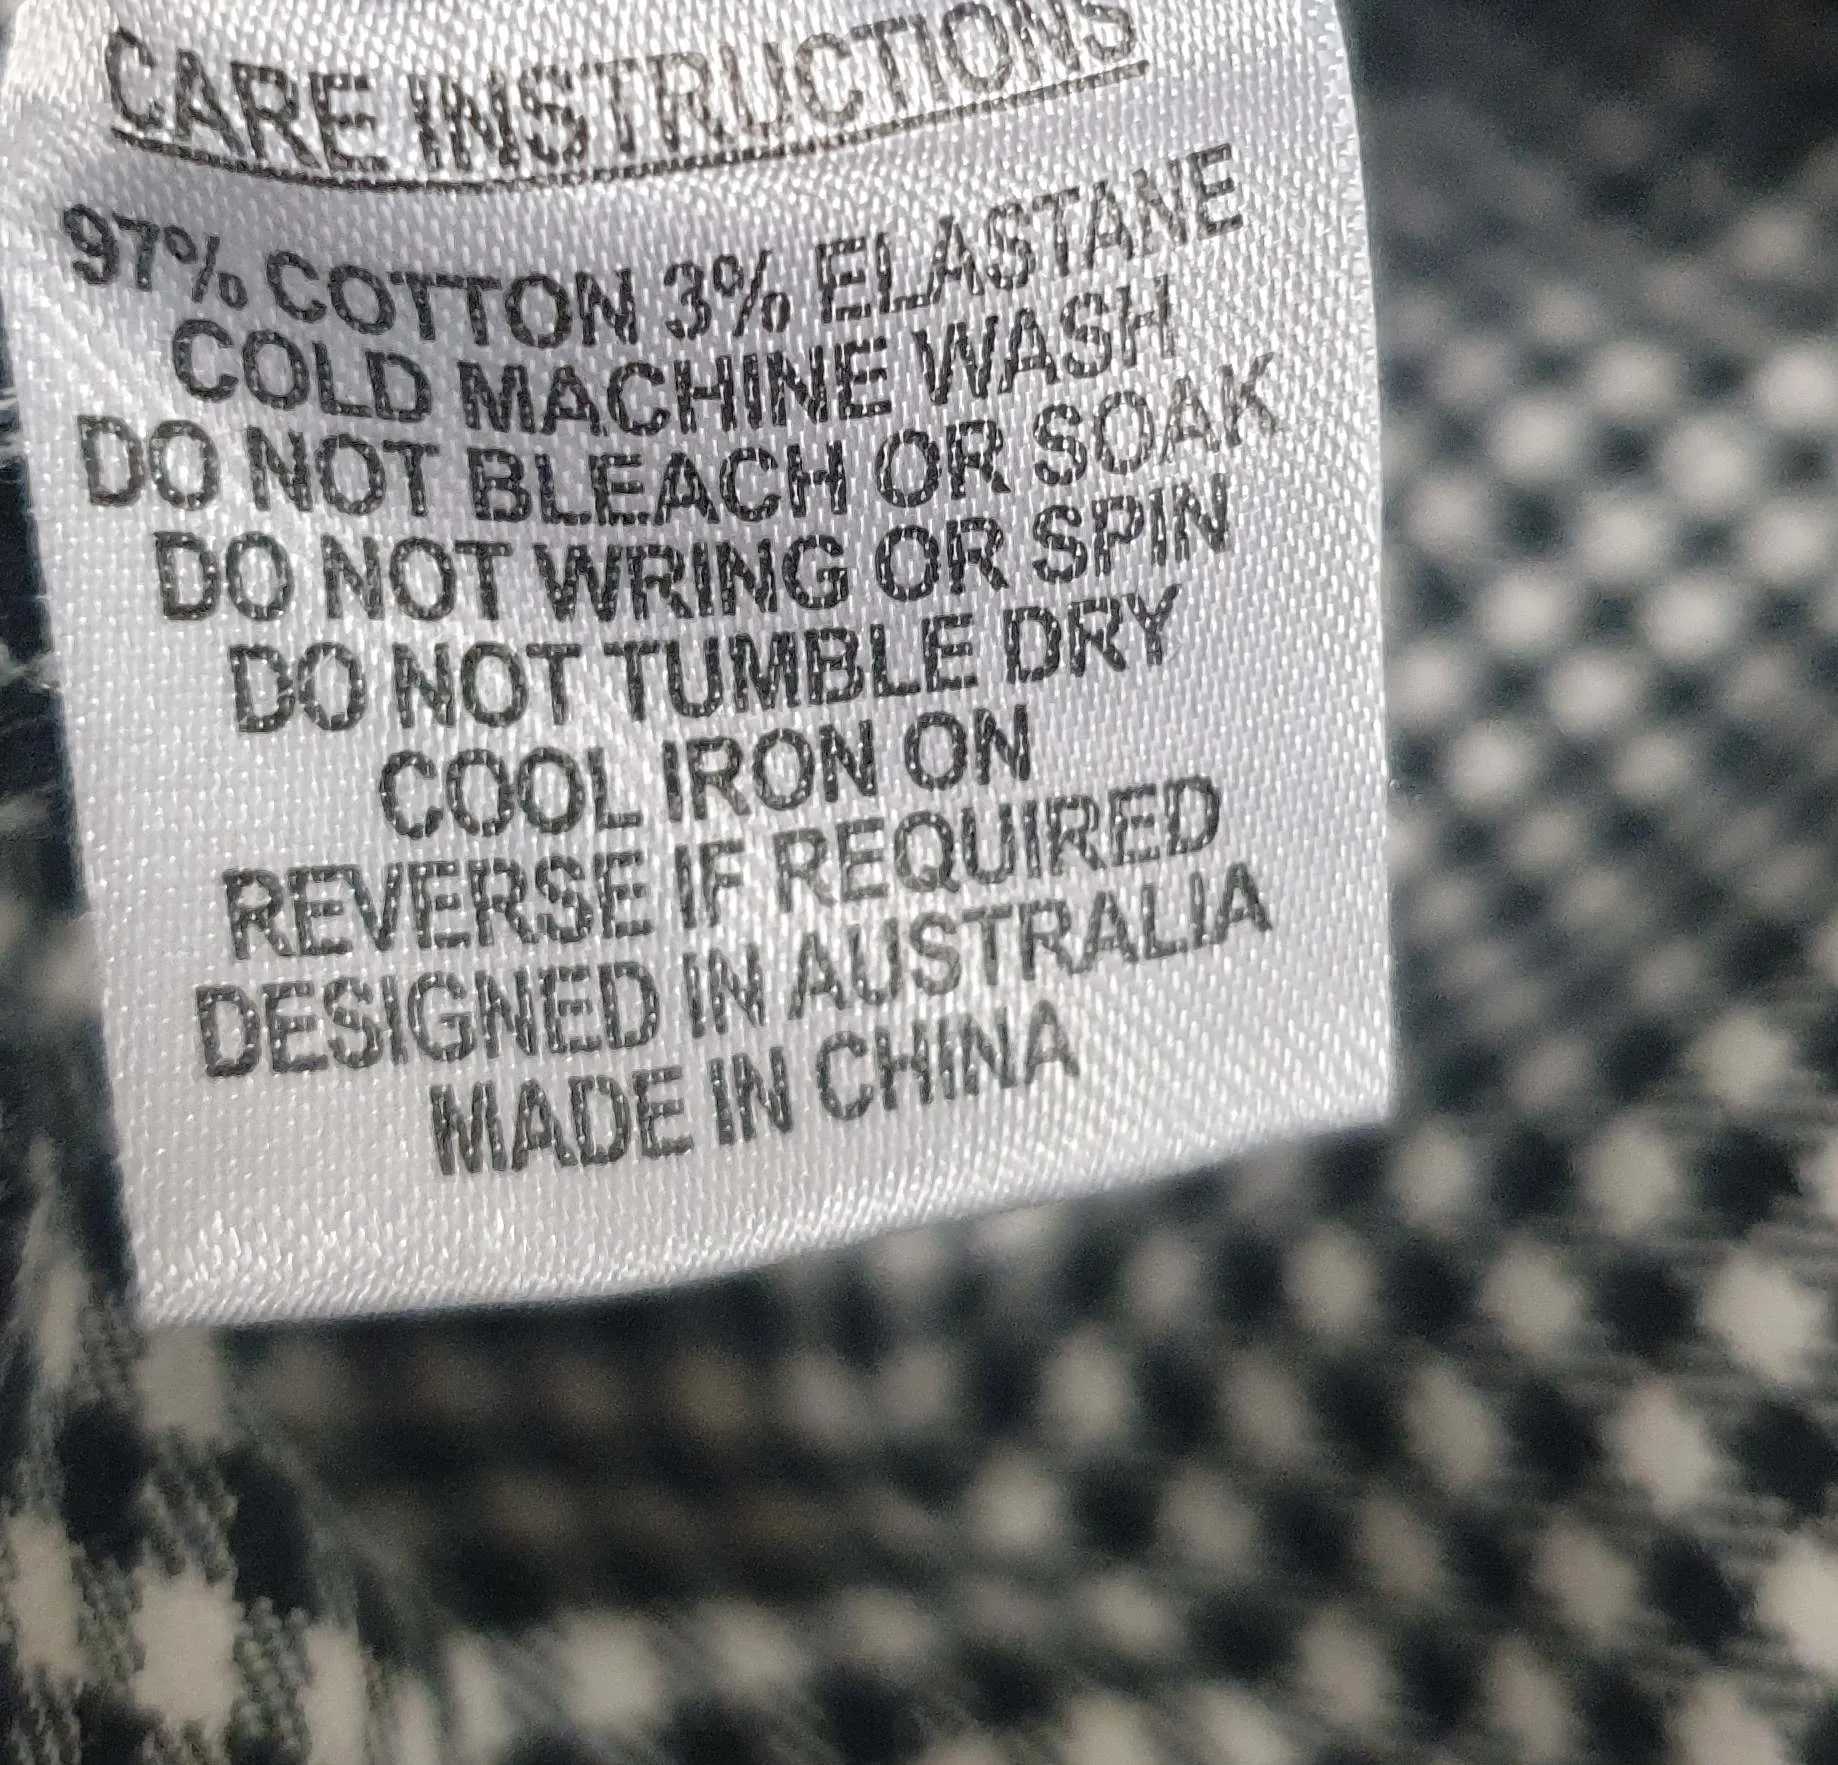 CARE INSTRUCTIONS
97% COTTON 3% ELASTANE
COLD MACHINE WASH
DO NOT BLEACH OR SOAK
DO NOT WRING OR SPIN
DO NOT TUMBLE DRY
COOL IRON ON
REVERSE IF REQUIRED
DESIGNED IN AUSTRALIA
MADE IN CHINA